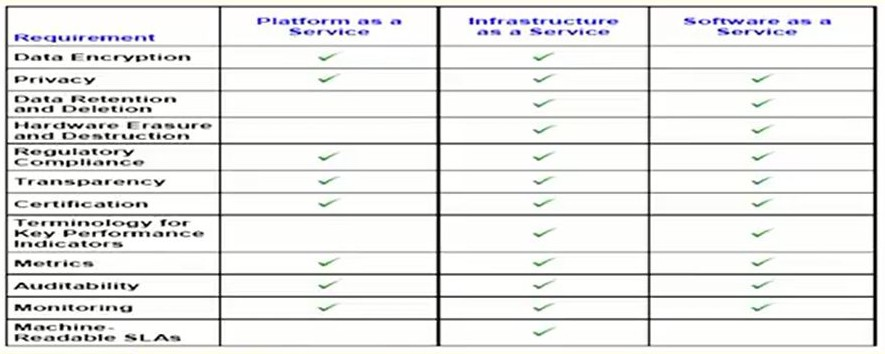 Requirement Platform as a Service Infrastructure as a Service Software as a Service
Data Encryption ✓ ✓
Privacy ✓ ✓ ✓
Data Retention and Deletion ✓ ✓
Hardware Erasure and Destruction ✓ ✓
Regulatory Compliance ✓ ✓ ✓
Transparency ✓ ✓ ✓
Certification ✓ ✓ ✓
Terminology for Key Performance Indicators ✓ ✓
Metrics ✓ ✓ ✓
Auditability ✓ ✓ ✓
Monitoring ✓ ✓ ✓
Machine-Readable SLAs ✓